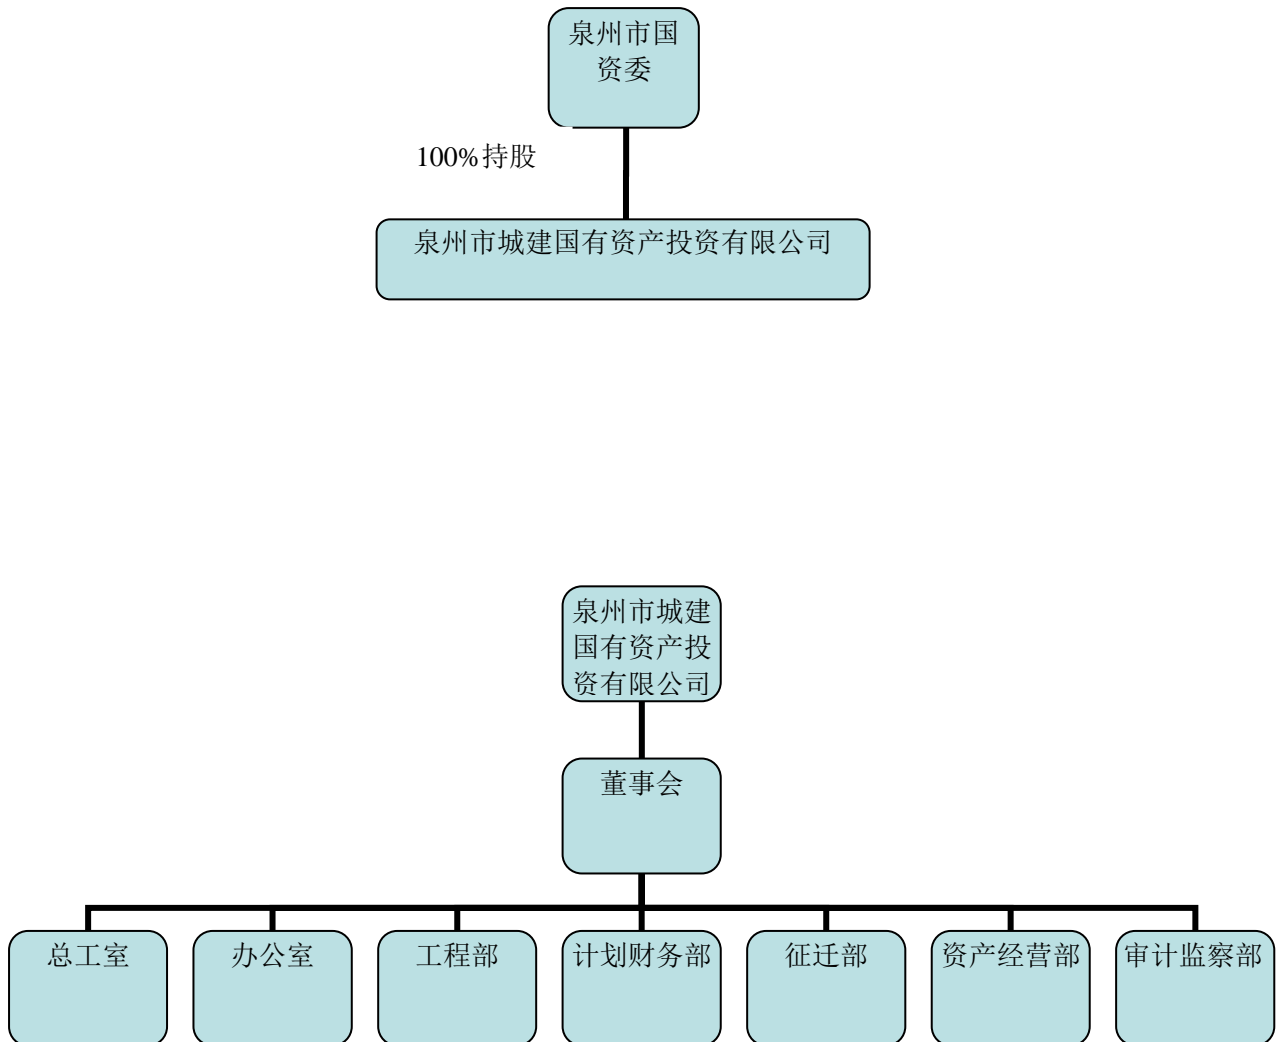 泉州市国
资委
100%持股
泉州市城建国有资产投资有限公司
泉州市城建
国有资产投
资有限公司
董事会
总工室
办公室
工程部
计划财务部
征迁部
资产经营部
审计监察部